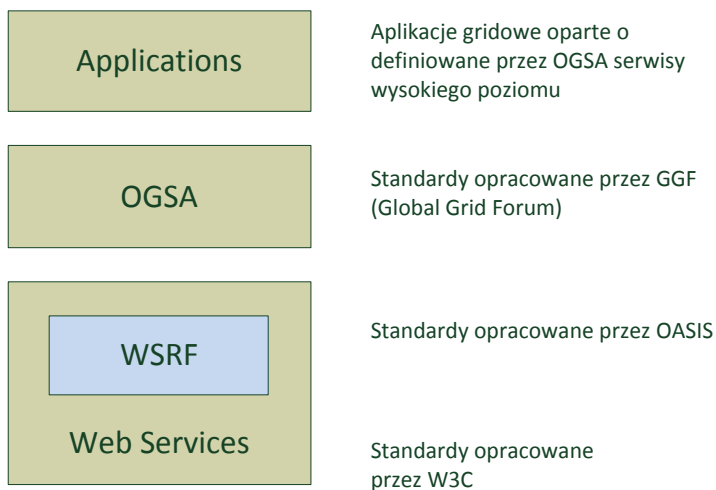 Applications
Aplikacje gridowe oparte o
definiowane przez OGSA serwisy
wysokiego poziomu
OGSA
Standardy opracowane przez GGF
(Global Grid Forum)
WSRF
Standardy opracowane przez OASIS
Web Services
Standardy opracowane
przez W3C